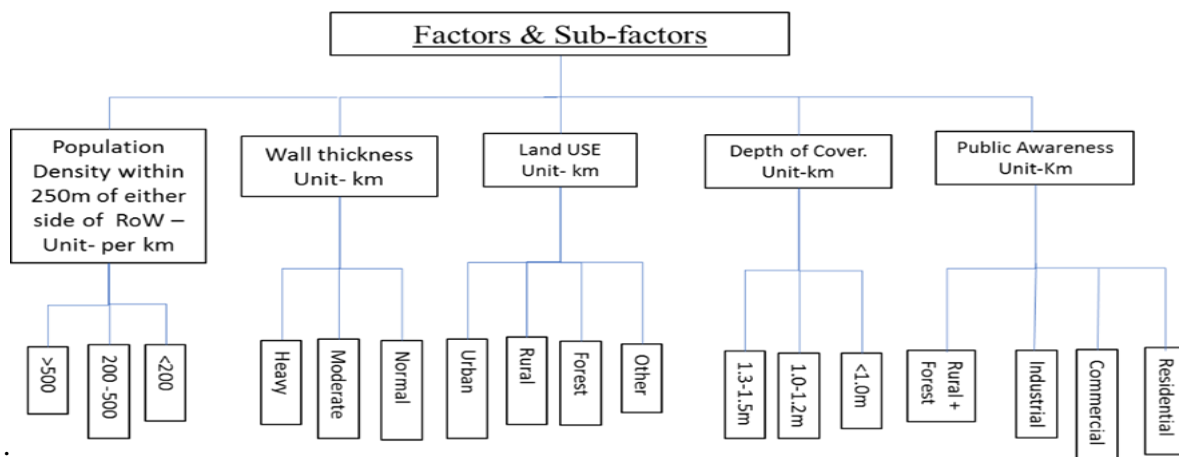 Factors & Sub-factors
Population
Density within
250m of either
side of RoW –
Unit- per km
Wall thickness
Unit- km
Land USE
Unit- km
Depth of Cover.
Unit-km
Public Awareness
Unit-Km
>500
200 -500
<200
Heavy
Moderate
Normal
Urban
Rural
Forest
Other
1.3-1.5m
1.0-1.2m
<1.0m
Rural +
Forest
Industrial
Commercial
Residential
.